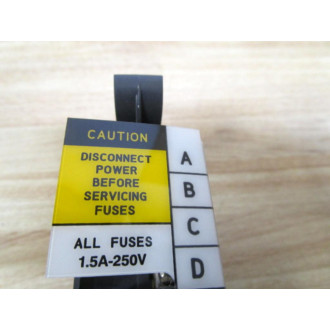 CAUTION
DISCONNECT
POWER
BEFORE
SERVICING
FUSES
ALL FUSES
1.5A-250V
A
B
C
D